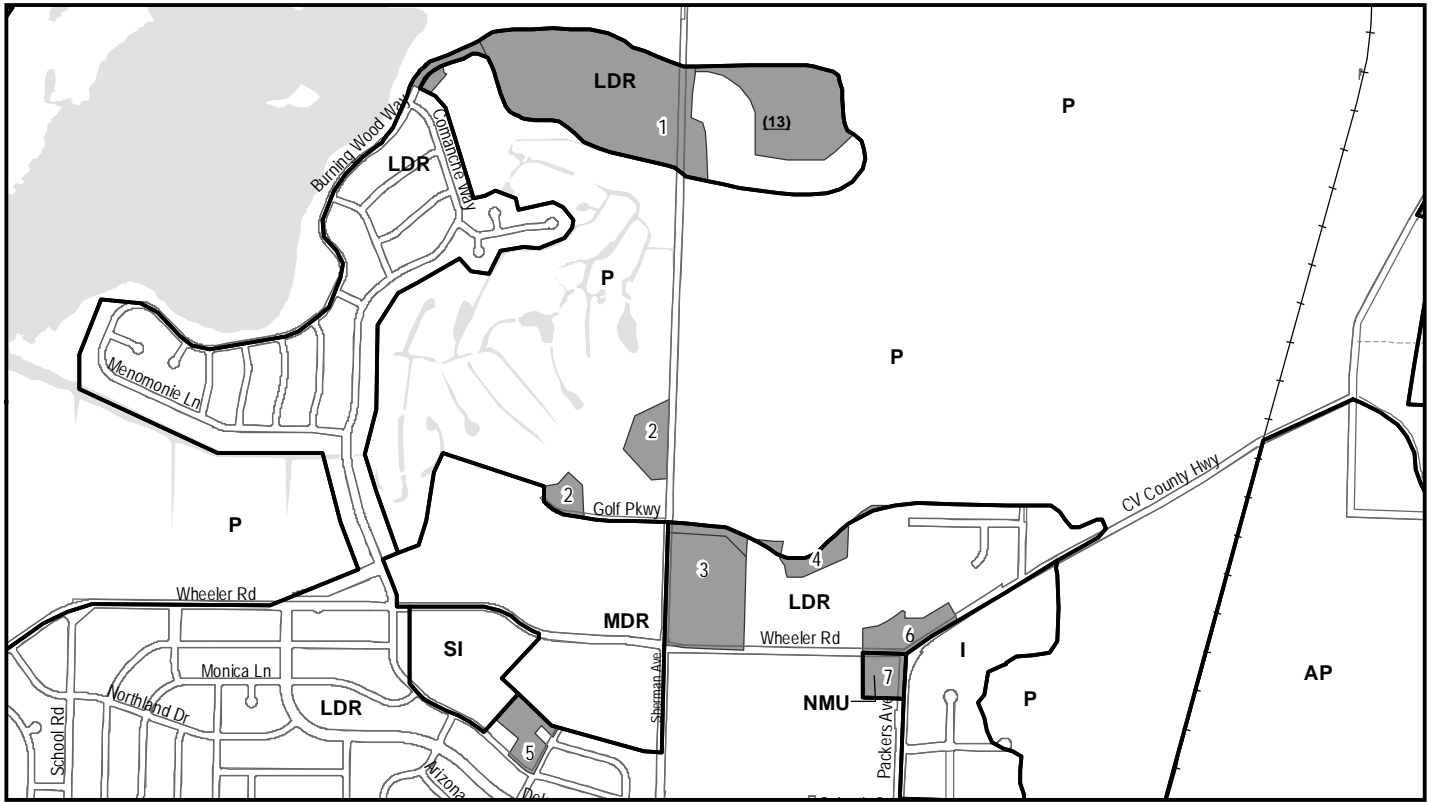 LDR
P
1
(13)
Burning Wood Way
Comanche Way
LDR
P
P
Menomonie Ln
2
2
Golf Pkwy
CV County Hwy
P
4
3
Wheeler Rd
LDR
MDR
Wheeler Rd
6
SI
I
Monica Ln
7
AP
Northland Dr
LDR
NMU
P
School Rd
Sherman Ave
Packers Ave
5
Arizona